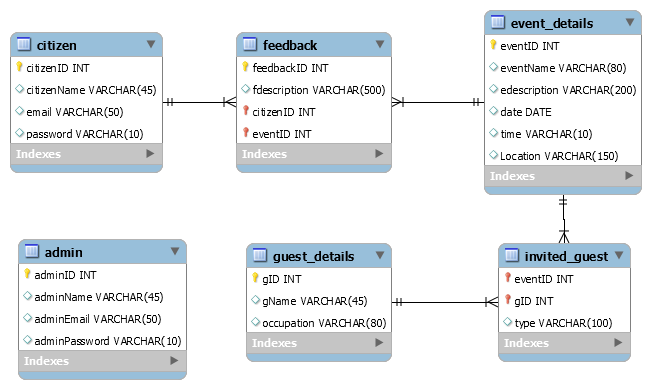 citizen
citizenID INT
citizenName VARCHAR(45)
email VARCHAR(50)
password VARCHAR(10)
Indexes
feedback
feedbackID INT
fdescription VARCHAR(500)
citizenID INT
eventID INT
Indexes
event_details
eventID INT
eventName VARCHAR(80)
edescription VARCHAR(200)
date DATE
time VARCHAR(10)
Location VARCHAR(150)
Indexes
admin
adminID INT
adminName VARCHAR(45)
adminEmail VARCHAR(50)
adminPassword VARCHAR(10)
Indexes
guest_details
gID INT
gName VARCHAR(45)
occupation VARCHAR(80)
Indexes
invited_guest
eventID INT
gID INT
type VARCHAR(100)
Indexes